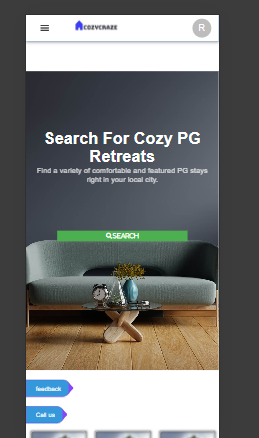 COZYCRAZE
R
Search For Cozy PG
Retreats
Find a variety of comfortable and featured PG stays
right in your local city.
SEARCH
feedback
Call us